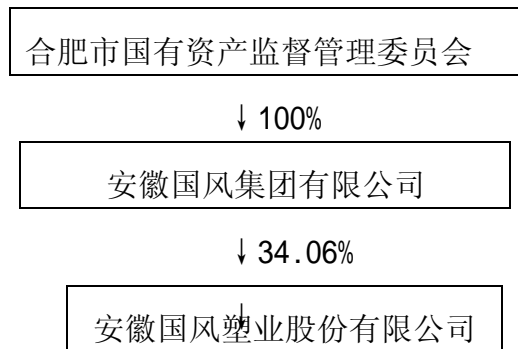 合肥市国有资产监督管理委员会
↓ 100%
安徽国风集团有限公司
↓ 34.06%
安徽国风塑业股份有限公司